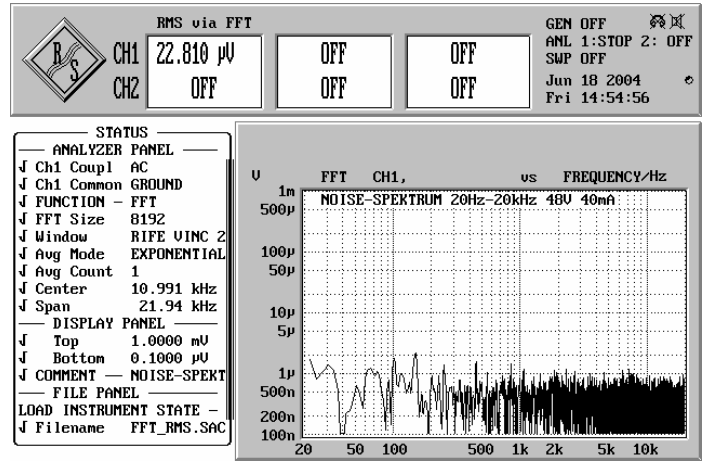 RMS via FFT
R S
CH1 22.810 µV OFF OFF
CH2 OFF OFF OFF
GEN OFF
ANL 1:STOP 2: OFF
SWP OFF
Jun 18 2004
Fri 14:54:56
STATUS
ANALYZER PANEL
Ch1 Coupl AC
Ch1 Common GROUND
FUNCTION - FFT
FFT Size 8192
Window RIFE VINC 2
Avg Mode EXPONENTIAL
Avg Count 1
Center 10.991 kHz
Span 21.94 kHz
DISPLAY PANEL
Top 1.0000 mV
Bottom 0.1000 µV
COMMENT — NOISE-SPEKT
FILE PANEL
LOAD INSTRUMENT STATE -
Filename FFT_RMS.SAC
V FFT CH1, vs FREQUENCY/Hz
NOISE-SPEKTRUM 20Hz-20kHz 48V 40mA
1m
500µ
100µ
50µ
10µ
5µ
1µ
500n
200n
100n
20 50 100 500 1k 2k 5k 10k